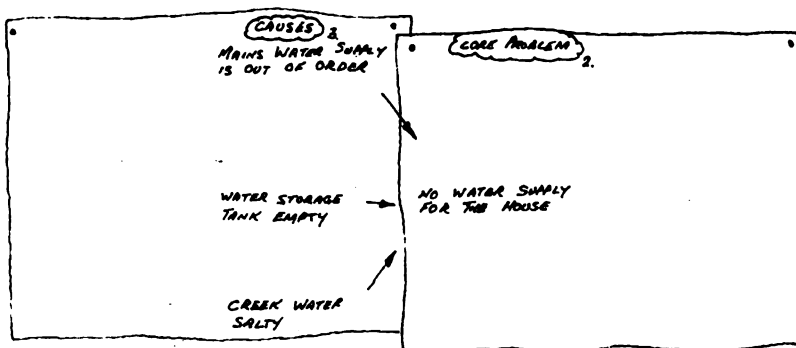 CAUSES 3.
MAINS WATER SUPPLY
IS OUT OF ORDER
WATER STORAGE
TANK EMPTY
CREEK WATER
SALTY
CORE PROBLEM 2.
NO WATER SUPPLY
FOR THE HOUSE